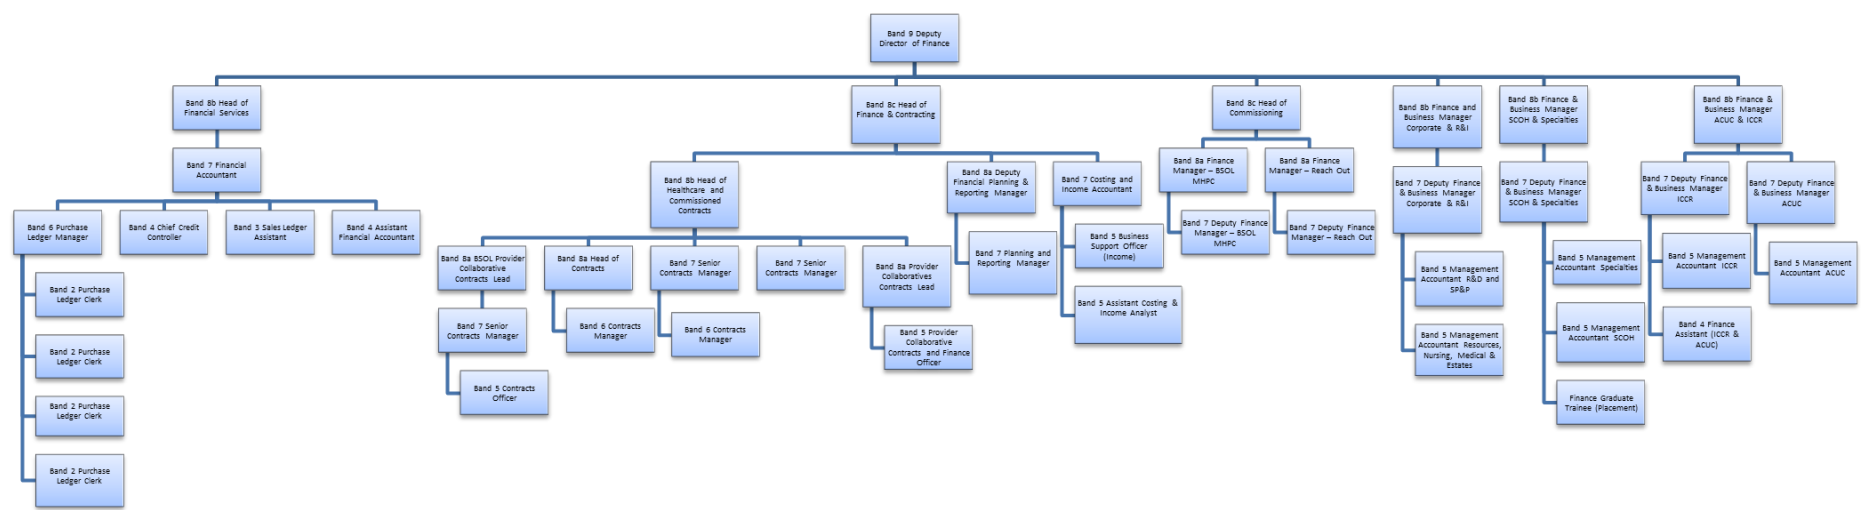 Band 9 Deputy
Director of Finance
Band 8b Head of
Financial Services
Band 8c Head of
Finance & Contracting
Band 8c Head of
Commissioning
Band 8b Finance and
Business Manager
Corporate & R&I
Band 8b Finance &
Business Manager
SCOH & Specialties
Band 8b Finance &
Business Manager
ACUC & ICCR
Band 7 Financial
Accountant
Band 8b Head of
Healthcare and
Commissioned
Contracts
Band 8a Deputy
Financial Planning &
Reporting Manager
Band 7 Costing and
Income Accountant
Band 8a Finance
Manager – BSOL
MHPC
Band 8a Finance
Manager – Reach Out
Band 7 Deputy Finance
& Business Manager
Corporate & R&I
Band 7 Deputy Finance
& Business Manager
SCOH & Specialties
Band 7 Deputy Finance
& Business Manager
ICCR
Band 7 Deputy Finance
& Business Manager
ACUC
Band 6 Purchase
Ledger Manager
Band 4 Chief Credit
Controller
Band 3 Sales Ledger
Assistant
Band 4 Assistant
Financial Accountant
Band 7 Deputy Finance
Manager – BSOL
MHPC
Band 7 Deputy Finance
Manager – Reach Out
Band 8a BSOL Provider
Collaborative
Contracts Lead
Band 8a Head of
Contracts
Band 7 Senior
Contracts Manager
Band 7 Senior
Contracts Manager
Band 8a Provider
Collaboratives
Contracts Lead
Band 7 Planning and
Reporting Manager
Band 5 Business
Support Officer
(Income)
Band 5 Management
Accountant R&D and
SP&P
Band 5 Management
Accountant Specialties
Band 5 Management
Accountant ICCR
Band 5 Management
Accountant ACUC
Band 2 Purchase
Ledger Clerk
Band 7 Senior
Contracts Manager
Band 6 Contracts
Manager
Band 6 Contracts
Manager
Band 5 Provider
Collaborative
Contracts and Finance
Officer
Band 5 Assistant Costing &
Income Analyst
Band 5 Management
Accountant Resources,
Nursing, Medical &
Estates
Band 5 Management
Accountant SCOH
Band 4 Finance
Assistant (ICCR &
ACUC)
Band 2 Purchase
Ledger Clerk
Band 5 Contracts
Officer
Finance Graduate
Trainee (Placement)
Band 2 Purchase
Ledger Clerk
Band 2 Purchase
Ledger Clerk